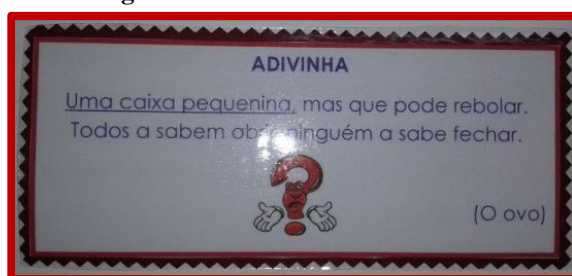 ADIVINHA
Uma caixa pequenina, mas que pode rebolar.
Todos a sabem ninguém a sabe fechar.
(O ovo)